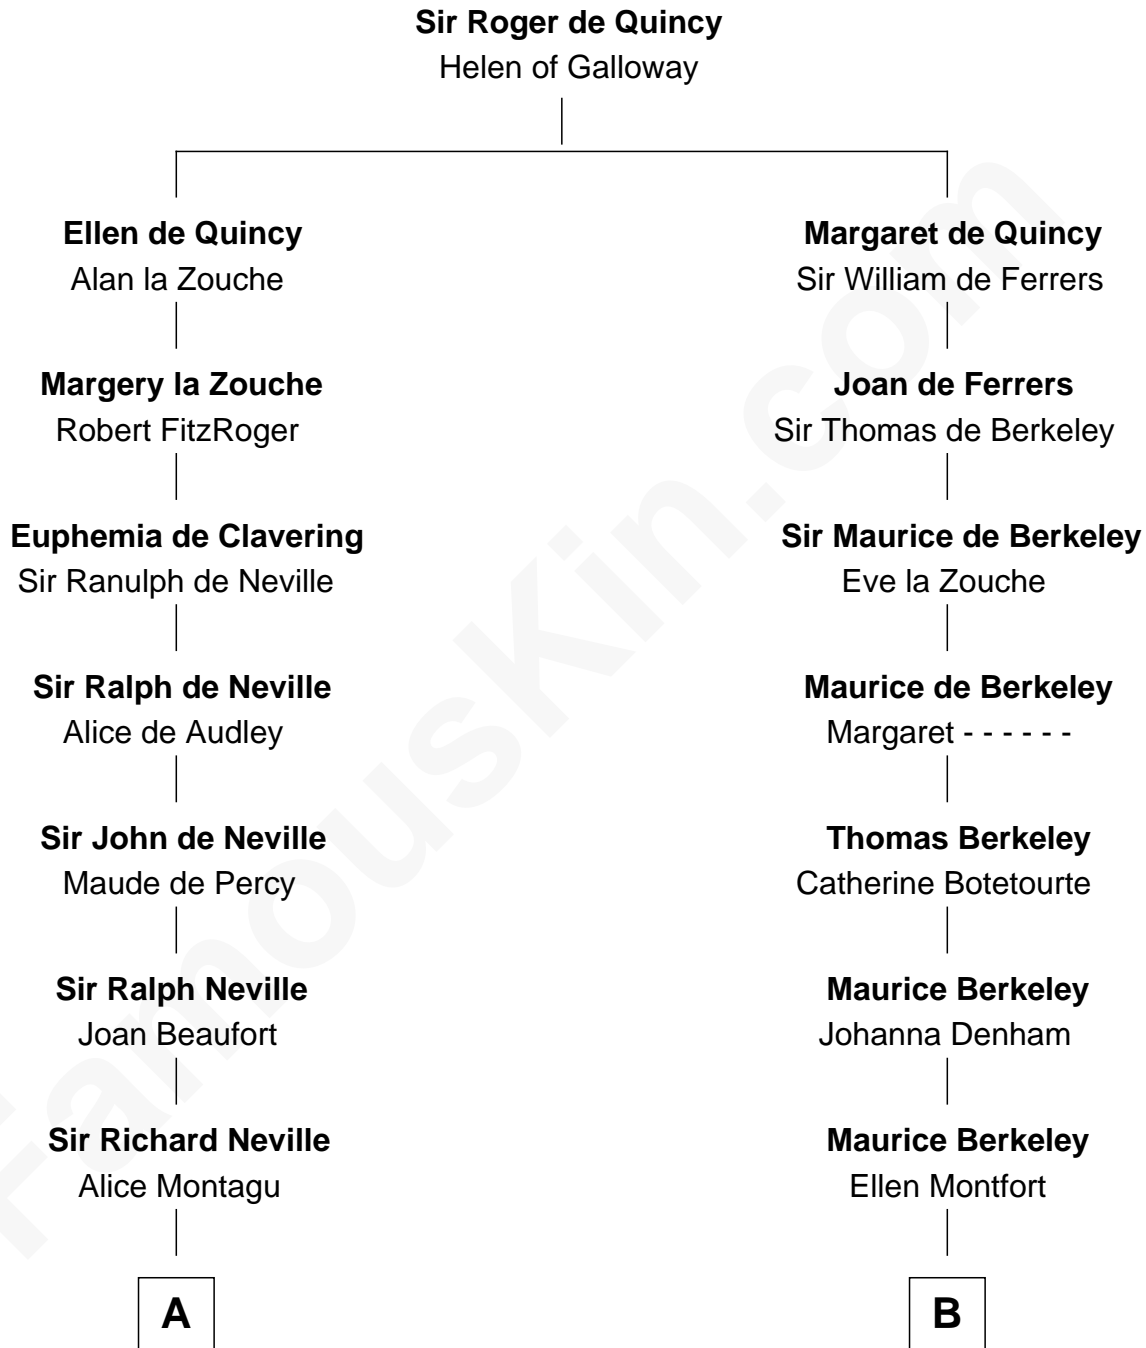 Sir Roger de Quincy
Helen of Galloway
Ellen de Quincy
Alan la Zouche
Margaret de Quincy
Sir William de Ferrers
Margery la Zouche
Robert FitzRoger
Joan de Ferrers
Sir Thomas de Berkeley
Euphemia de Clavering
Sir Ranulph de Neville
Sir Maurice de Berkeley
Eve la Zouche
Sir Ralph de Neville
Alice de Audley
Maurice de Berkeley
Margaret - - - - - -
Sir John de Neville
Maude de Percy
Thomas Berkeley
Catherine Botetourte
Sir Ralph Neville
Joan Beaufort
Maurice Berkeley
Johanna Denham
Sir Richard Neville
Alice Montagu
Maurice Berkeley
Ellen Montfort
A
B
FamousKin.com